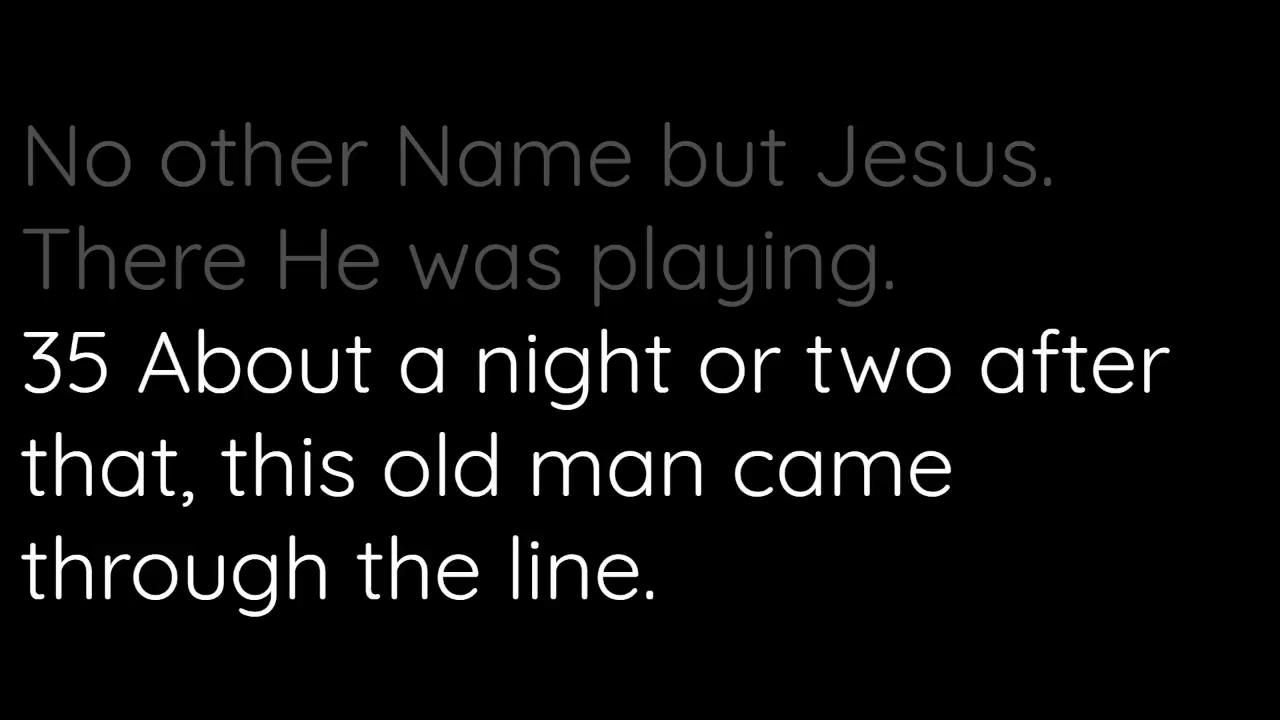 No other Name but Jesus.
There He was playing.
35 About a night or two after
that, this old man came
through the line.